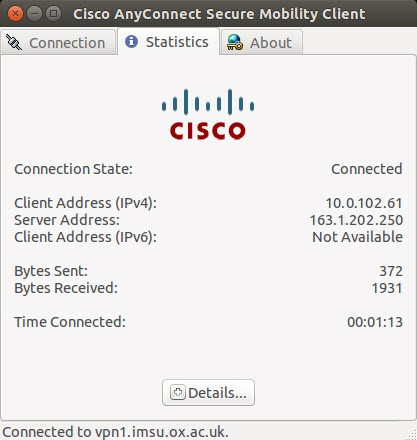 Cisco AnyConnect Secure Mobility Client
Connection Statistics About
CISCO
Connection State: Connected
Client Address (IPv4): 10.0.102.61
Server Address: 163.1.202.250
Client Address (IPv6): Not Available
Bytes Sent: 372
Bytes Received: 1931
Time Connected: 00:01:13
Details...
Connected to vpn1.imsu.ox.ac.uk.